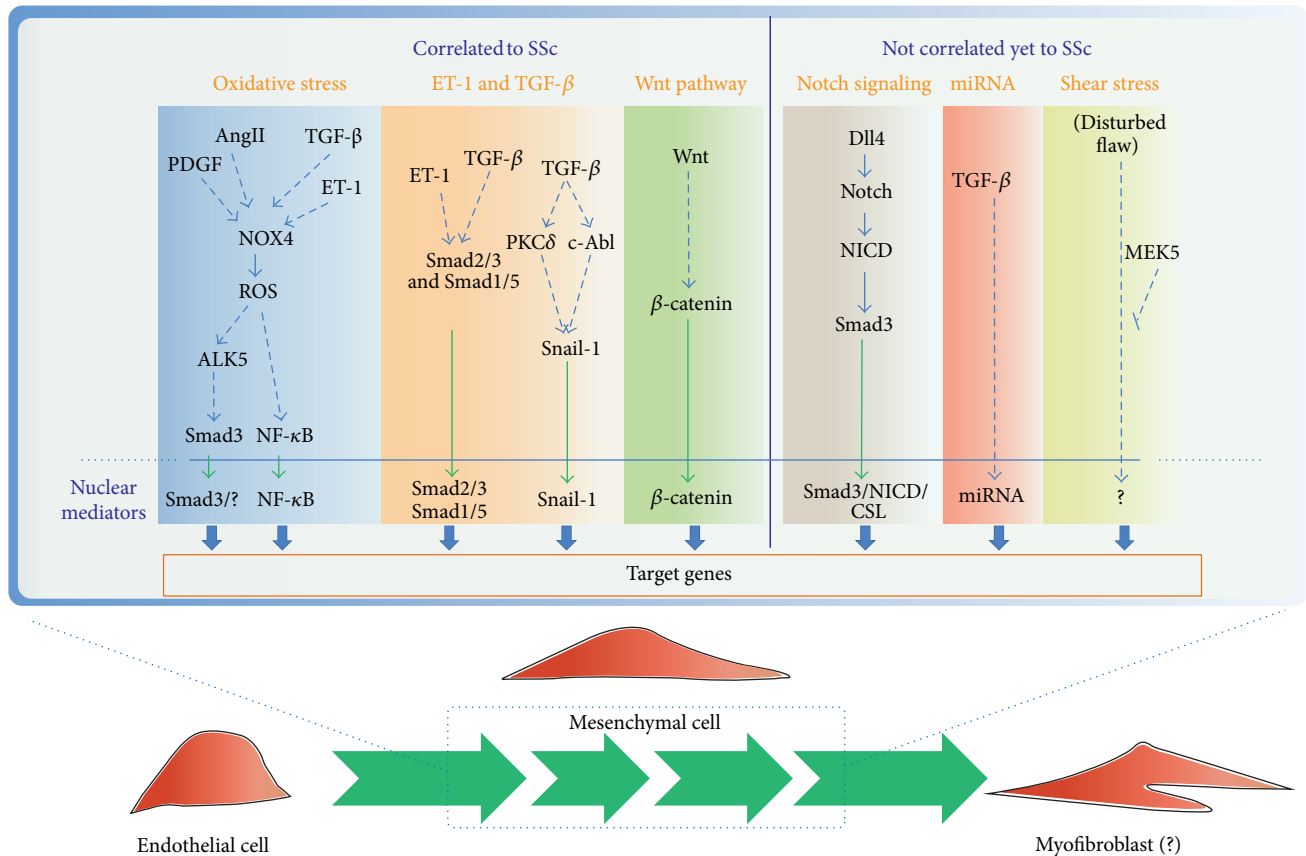 Correlated to SSc
Not correlated yet to SSc
Oxidative stress
ET-1 and TGF-β
Wnt pathway
Notch signaling
miRNA
Shear stress
AngII
TGF-β
PDGF
ET-1
NOX4
ROS
ALK5
Smad3
NF-κB
Smad3/?
NF-κB
ET-1
TGF-β
Smad2/3
and Smad1/5
Smad2/3
Smad1/5
TGF-β
PKCδ
c-Abl
Snail-1
Snail-1
Wnt
β-catenin
β-catenin
Dll4
Notch
NICD
Smad3
Smad3/NICD/
CSL
TGF-β
miRNA
(Disturbed
flaw)
MEK5
?
Nuclear
mediators
Target genes
Mesenchymal cell
Endothelial cell
Myofibroblast (?)